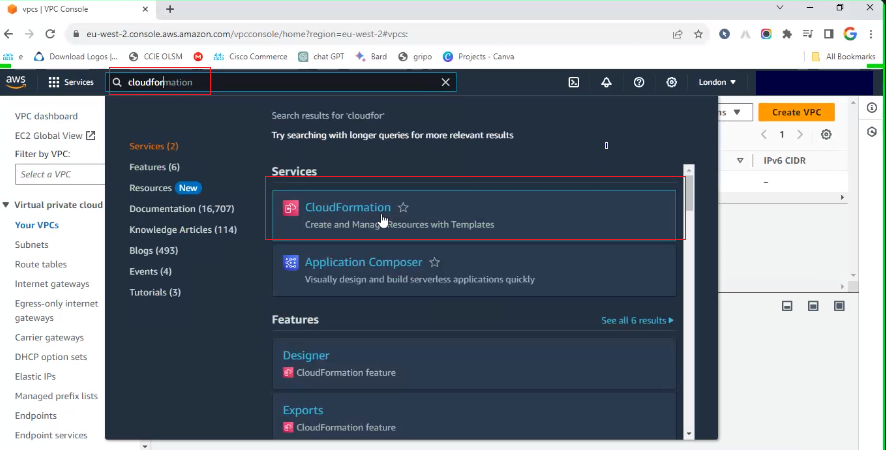 vpcs | VPC Console
eu-west-2.console.aws.amazon.com/vpcconsole/home?region=eu-west-2#vpcs:
Download Logos |... CCIE OLSM Cisco Commerce chat GPT Bard gripo Projects - Canva All Bookmarks
aws Services cloudformation London
VPC dashboard
EC2 Global View
Filter by VPC:
Select a VPC
Virtual private cloud
Your VPCs
Subnets
Route tables
Internet gateways
Egress-only internet
gateways
Carrier gateways
DHCP option sets
Elastic IPs
Managed prefix lists
Endpoints
Endpoint services
Services (2)
Features (6)
Resources New
Documentation (16,707)
Knowledge Articles (114)
Blogs (493)
Events (4)
Tutorials (3)
Search results for 'cloudfor'
Try searching with longer queries for more relevant results
Services
CloudFormation
Create and Manage Resources with Templates
Application Composer
Visually design and build serverless applications quickly
Features
See all 6 results
Designer
CloudFormation feature
Exports
CloudFormation feature
Create VPC
1
IPv6 CIDR
–